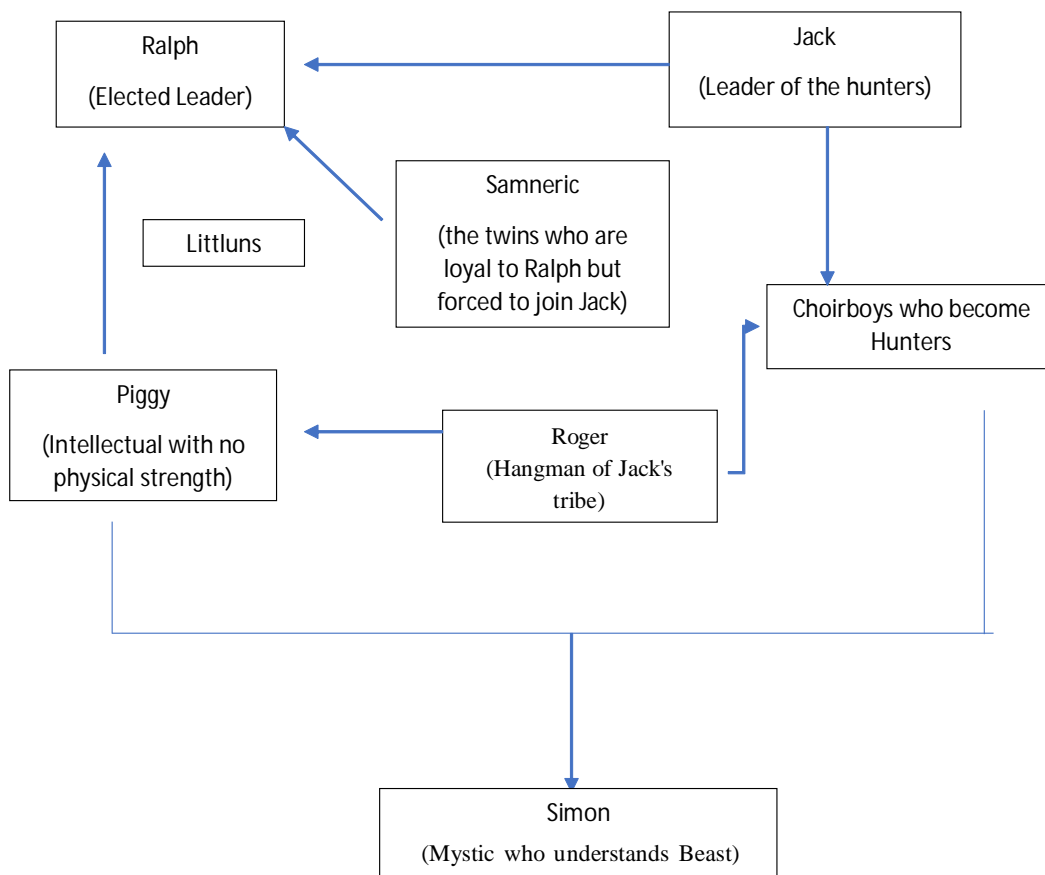 Ralph
(Elected Leader)
Jack
(Leader of the hunters)
Samneric
(the twins who are
loyal to Ralph but
forced to join Jack)
Littluns
Choirboys who become
Hunters
Piggy
(Intellectual with no
physical strength)
Roger
(Hangman of Jack's
tribe)
Simon
(Mystic who understands Beast)